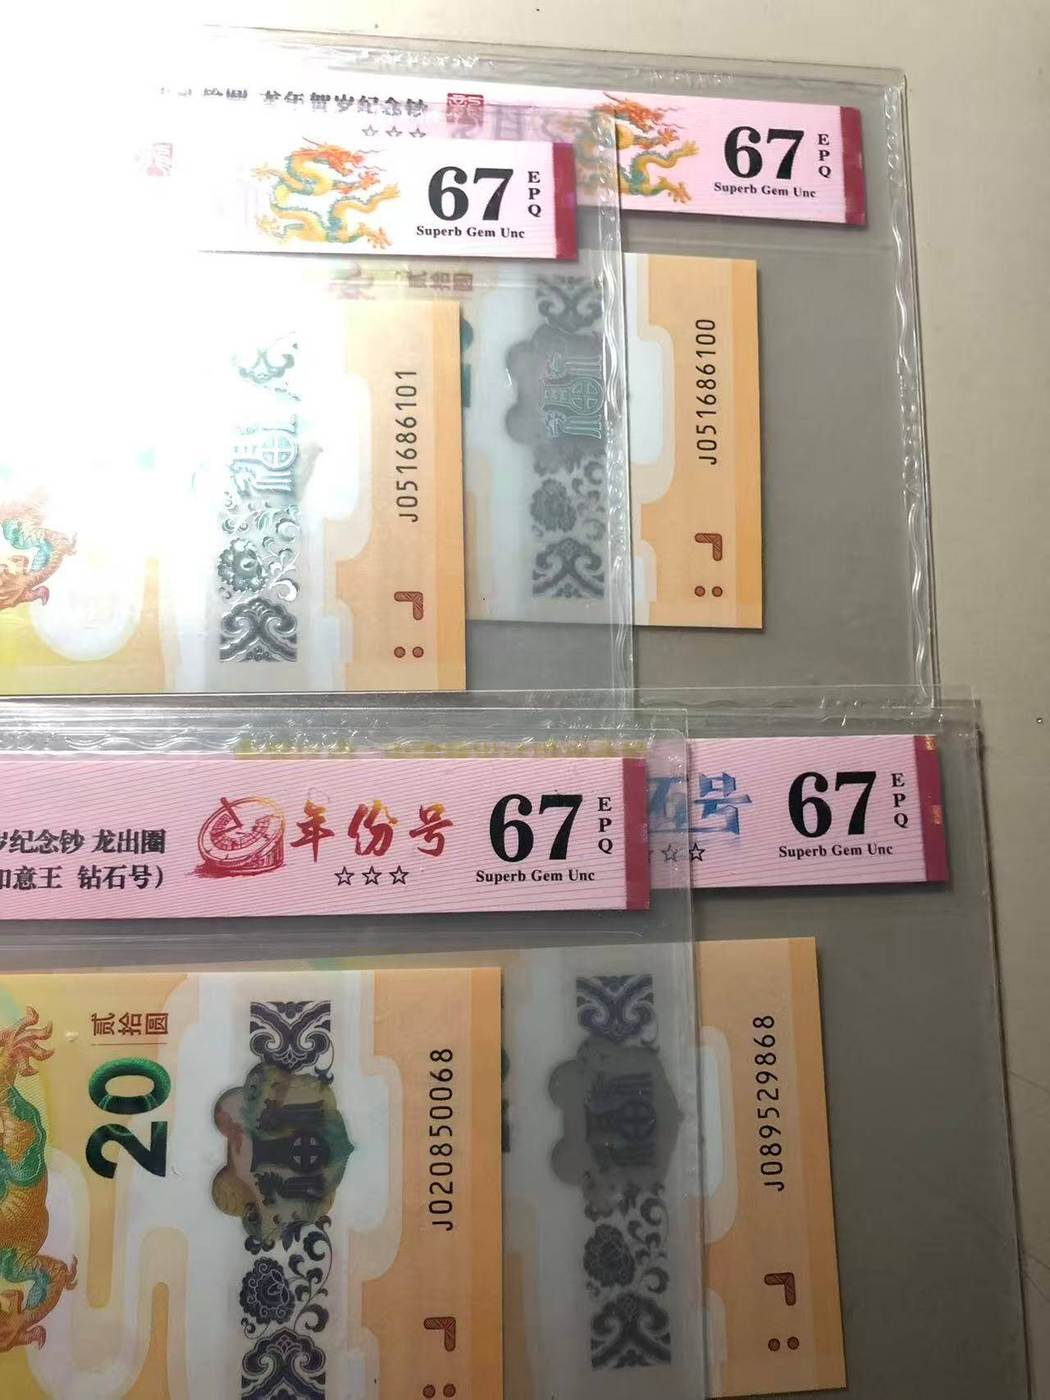 龙年贺岁纪念钞
☆☆☆
67
EPQ
Superb Gem Unc
67
EPQ
Superb Gem Unc
贰拾圆
J051686101
J051686100
岁纪念钞 龙出圈
如意王 钻石号）
年份号
☆☆☆
67
EPQ
Superb Gem Unc
石号
☆☆
67
EPQ
Superb Gem Unc
贰拾圆
20
J020850068
J089529868